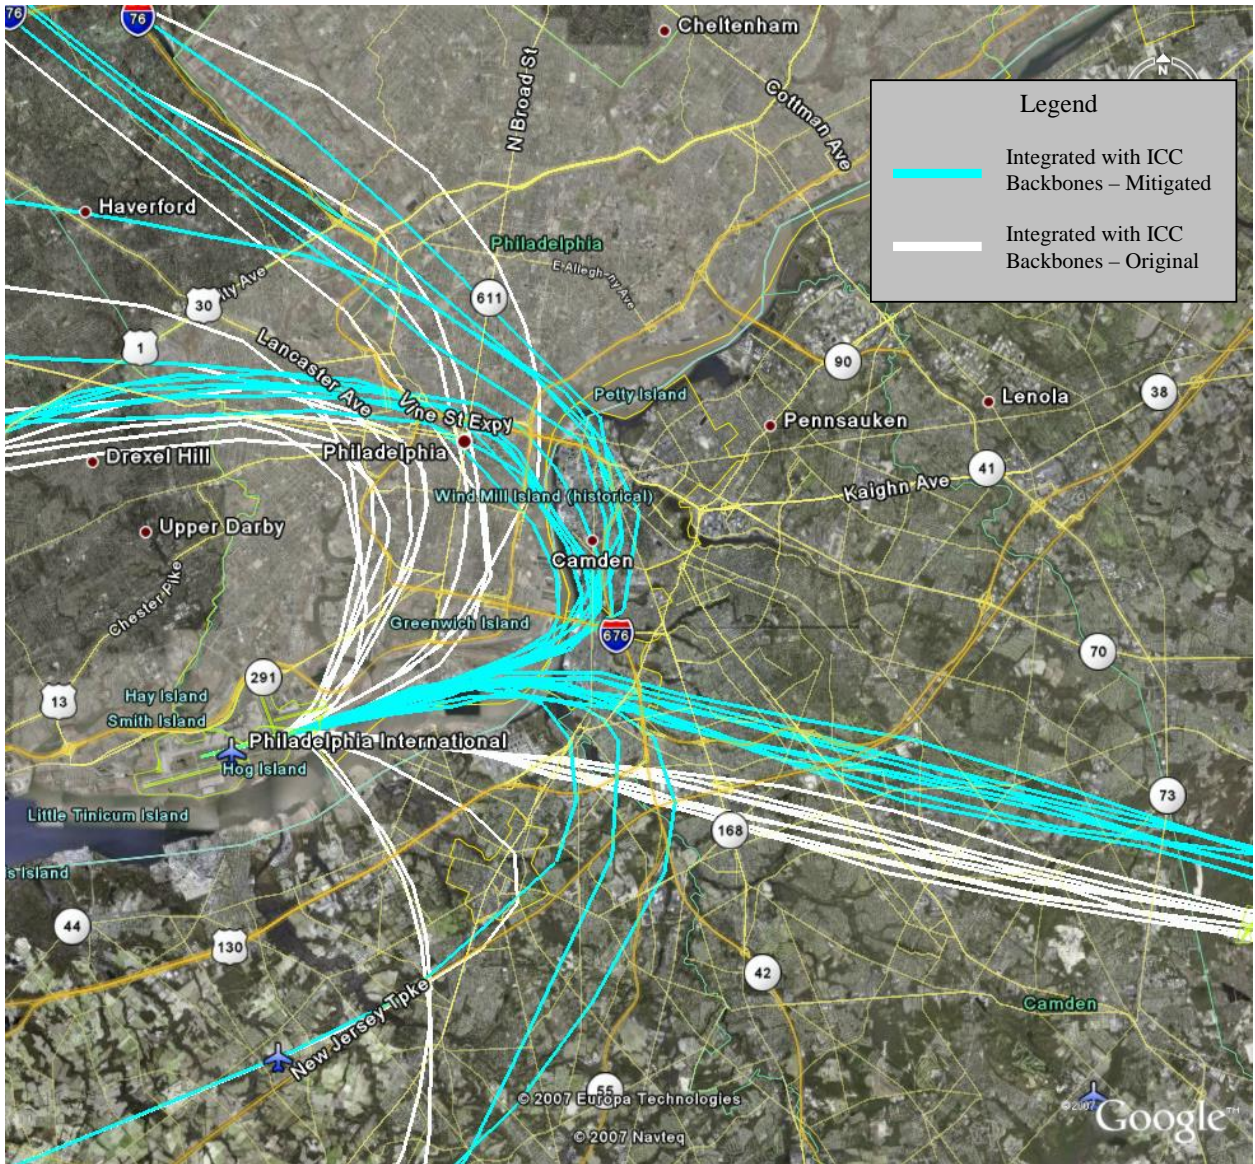 76
76
Cheltenham
N Broad St
Cottman Ave
N
Legend
Integrated with ICC
Backbones – Mitigated
Integrated with ICC
Backbones – Original
Haverford
Philadelphia
30
611
1
Lancaster Ave
Vine St Expy
Petty Island
90
38
Lenola
Pennsauken
Drexel Hill
Philadelphia
41
Kaighn Ave
Wind Mill Island (historical)
Upper Darby
Camden
Chester Pike
Greenwich Island
676
70
291
13
Hay Island
Smith Island
Philadelphia International
Hog Island
Little Tinicum Island
73
168
s Island
44
130
42
New Jersey Tpke
Camden
55
© 2007 Europa Technologies
© 2007
Google™
© 2007 Navteq